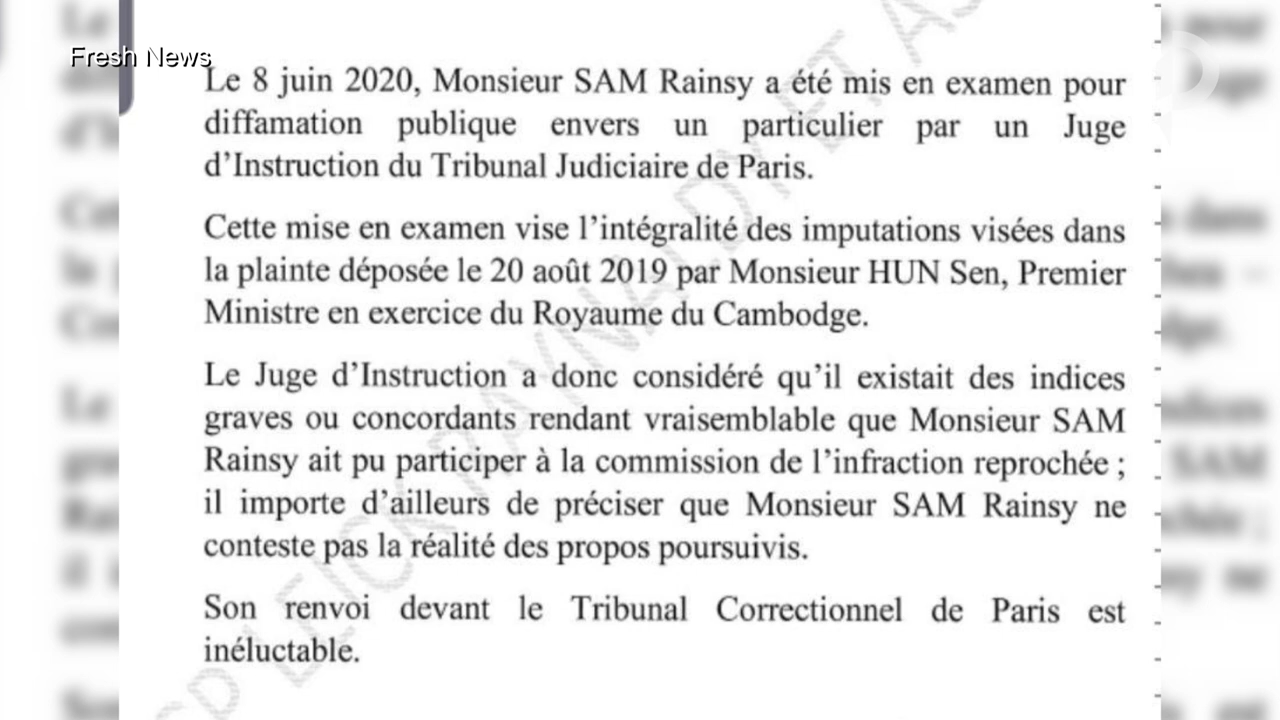 Fresh News
Le 8 juin 2020, Monsieur SAM Rainsy a été mis en examen pour
diffamation publique envers un particulier par un Juge
d’Instruction du Tribunal Judiciaire de Paris.
Cette mise en examen vise l’intégralité des imputations visées dans
la plainte déposée le 20 août 2019 par Monsieur HUN Sen, Premier
Ministre en exercice du Royaume du Cambodge.
Le Juge d’Instruction a donc considéré qu’il existait des indices
graves ou concordants rendant vraisemblable que Monsieur SAM
Rainsy ait pu participer à la commission de l’infraction reprochée ;
il importe d’ailleurs de préciser que Monsieur SAM Rainsy ne
conteste pas la réalité des propos poursuivis.
Son renvoi devant le Tribunal Correctionnel de Paris est
inéluctable.